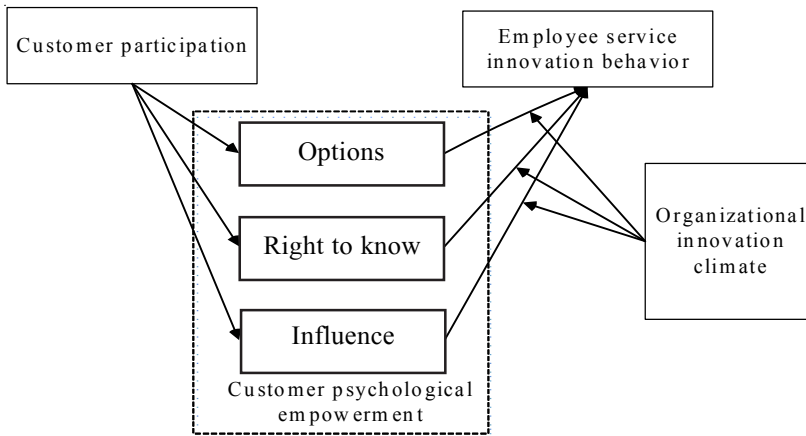 Customer participation
Employee service
innovation behavior
Options
Right to know
Influence
Customer psychological
empowerment
Organizational
innovation
climate